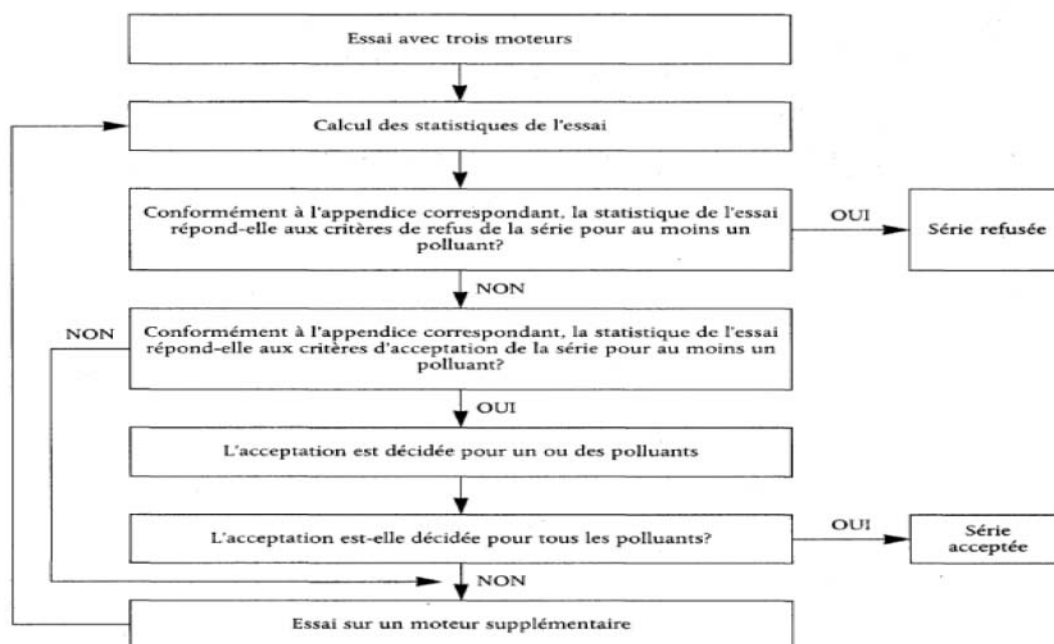 Essai avec trois moteurs
Calcul des statistiques de l'essai
Conformément à l'appendice correspondant, la statistique de l'essai
répond-elle aux critères de refus de la série pour au moins un
polluant?
OUI
Série refusée
NON
NON
Conformément à l'appendice correspondant, la statistique de l'essai
répond-elle aux critères d'acceptation de la série pour au moins un
polluant?
OUI
L'acceptation est décidée pour un ou des polluants
L'acceptation est-elle décidée pour tous les polluants?
OUI
Série
acceptée
NON
Essai sur un moteur supplémentaire